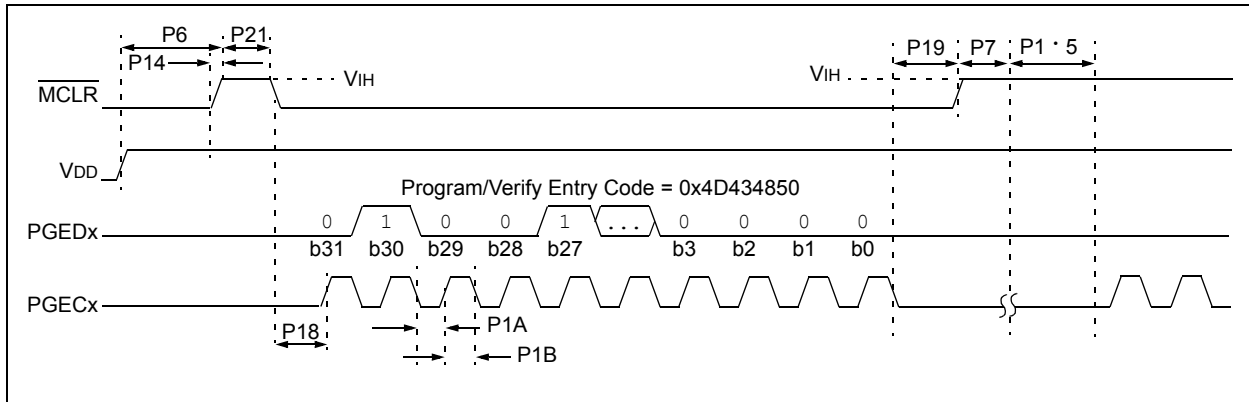 P6 P21 P19 P7 P1 · 5
P14
VIH VIH
MCLR
VDD
Program/Verify Entry Code = 0x4D434850
0 1 0 0 1 ... 0 0 0 0
PGEDx
b31 b30 b29 b28 b27 b3 b2 b1 b0
PGECx
P18 P1A
P1B